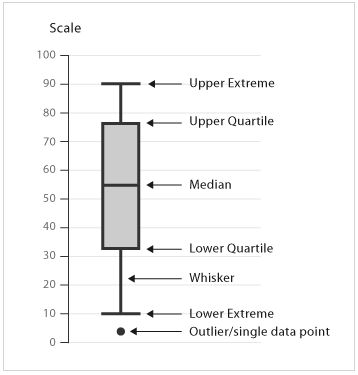 Scale
100
90
Upper Extreme
80
Upper Quartile
70
60
Median
50
40
30
Lower Quartile
20
Whisker
10
Lower Extreme
0
Outlier/single data point